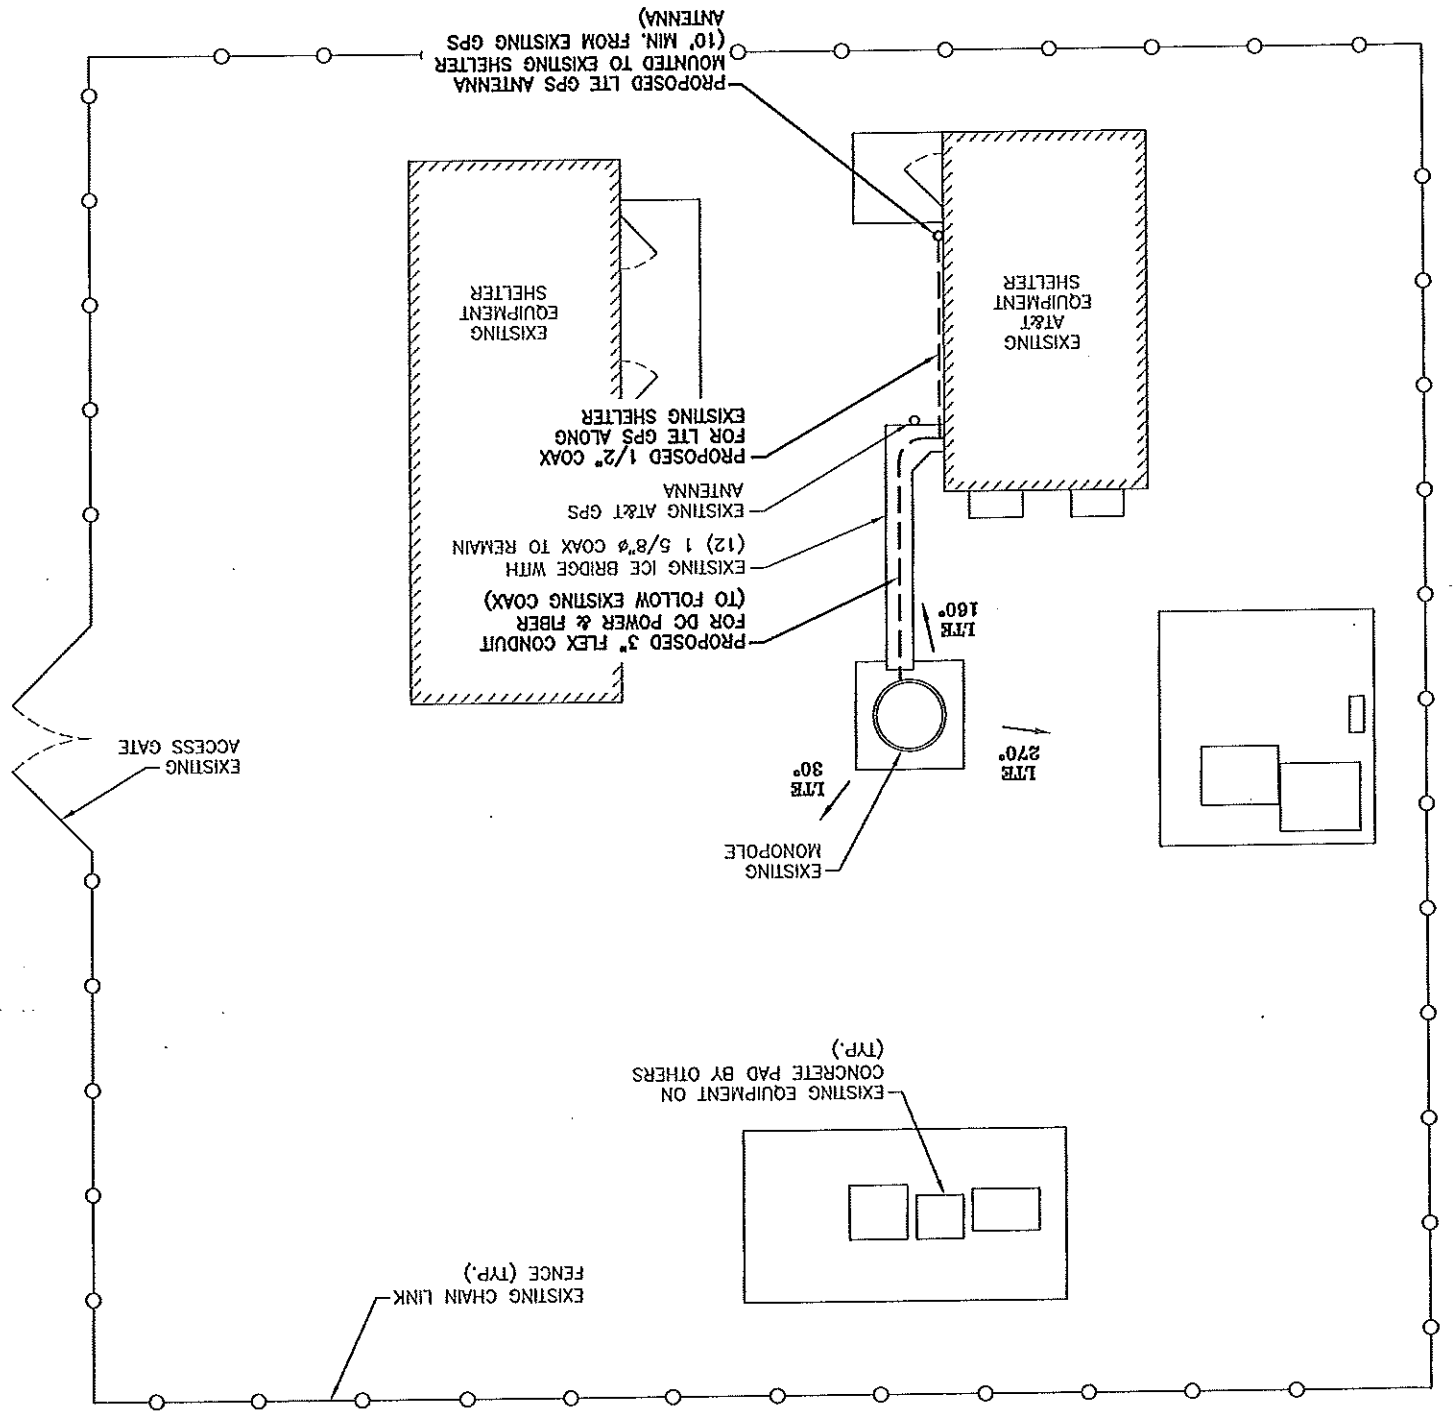 EXISTING CHAIN LINK
FENCE (TYP.)
EXISTING EQUIPMENT ON
CONCRETE PAD BY OTHERS
(TYP.)
EXISTING
MONOPOLE
LTE
30°
LTE
270°
LTE
160°
EXISTING
ACCESS GATE
PROPOSED 3" FLEX CONDUIT
FOR DC POWER & FIBER
(TO FOLLOW EXISTING COAX)
EXISTING ICE BRIDGE WITH
(12) 1 5/8"ø COAX TO REMAIN
EXISTING AT&T GPS
ANTENNA
PROPOSED 1/2" COAX
FOR LTE GPS ALONG
EXISTING SHELTER
EXISTING
AT&T
EQUIPMENT
SHELTER
EXISTING
EQUIPMENT
SHELTER
PROPOSED LTE GPS ANTENNA
MOUNTED TO EXISTING SHELTER
(10' MIN. FROM EXISTING GPS
ANTENNA)